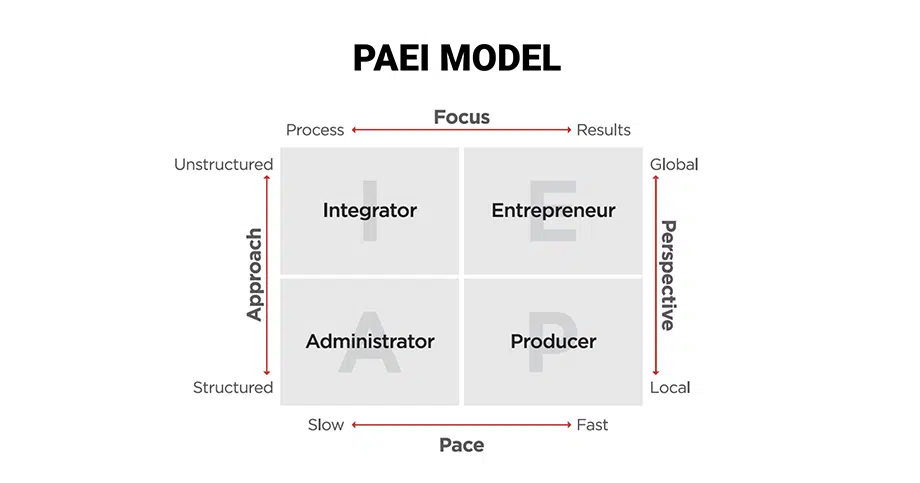 PAEI MODEL
Focus
Process
Results
Unstructured
Global
I
Integrator
E
Entrepreneur
Approach
Perspective
A
Administrator
P
Producer
Structured
Local
Slow
Fast
Pace